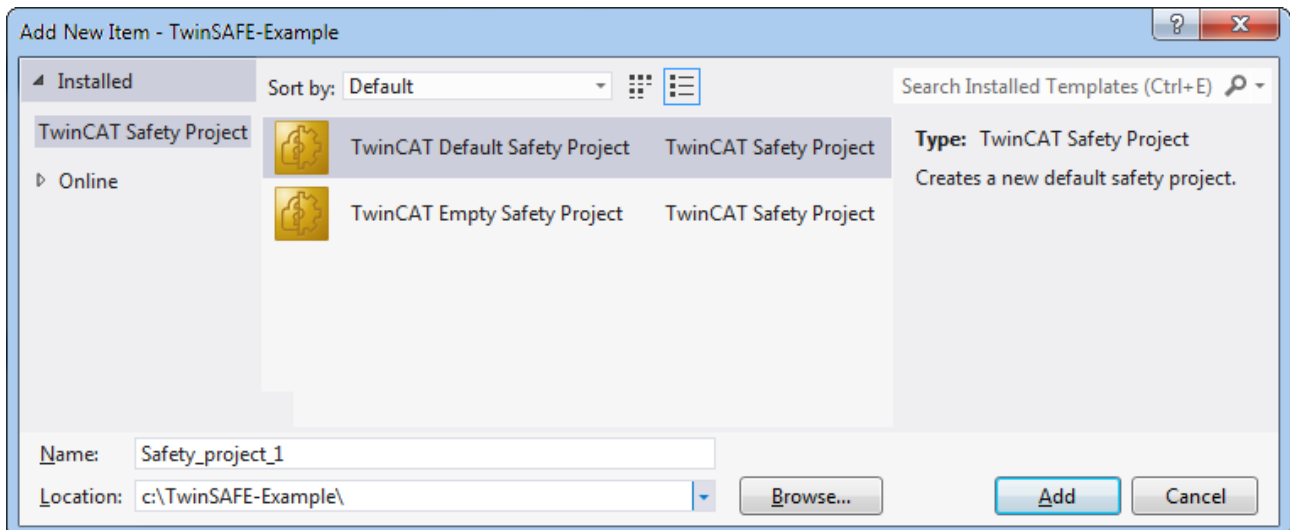 Add New Item - TwinSAFE-Example
Installed
Sort by: Default
Search Installed Templates (Ctrl+E)
TwinCAT Safety Project
Online
TwinCAT Default Safety Project TwinCAT Safety Project
TwinCAT Empty Safety Project TwinCAT Safety Project
Type: TwinCAT Safety Project
Creates a new default safety project.
Name: Safety_project_1
Location: c:\TwinSAFE-Example\
Browse...
Add
Cancel